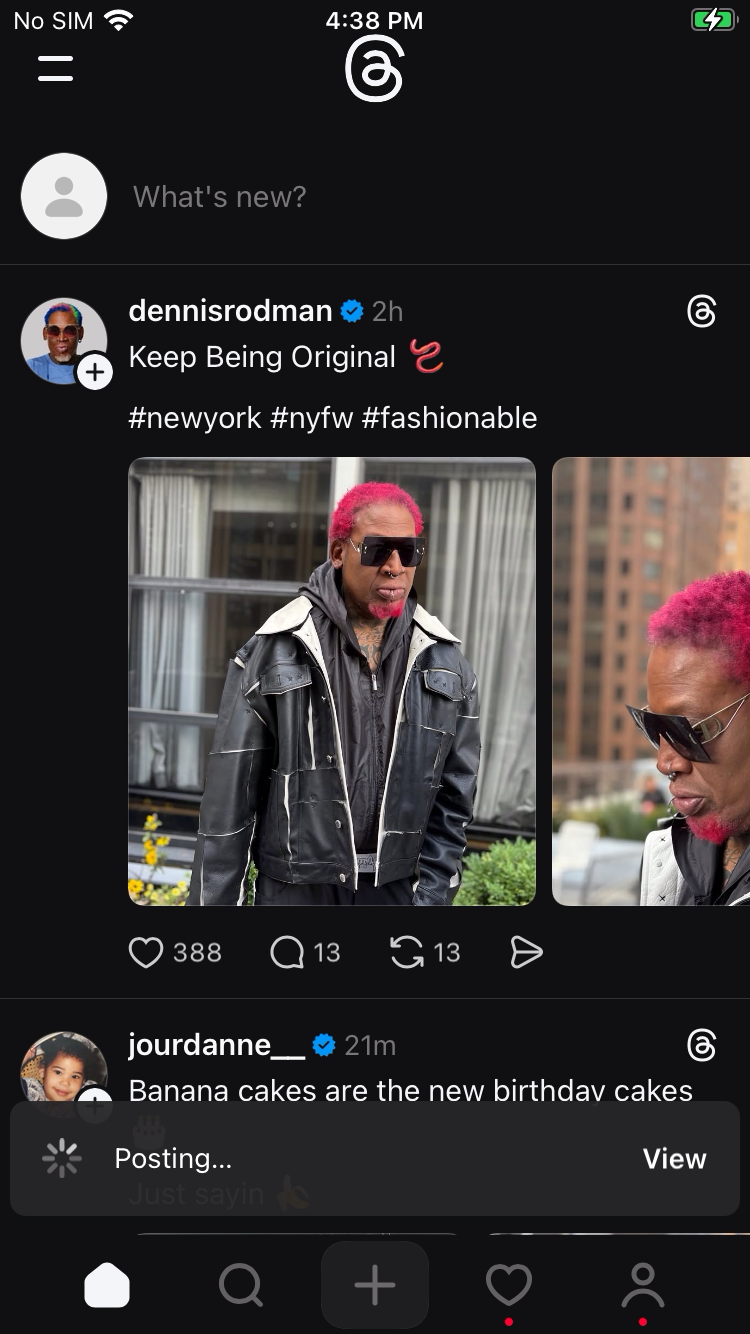 No SIM 4:38 PM
What's new?
dennisrodman 2h
Keep Being Original
#newyork #nyfw #fashionable
388 13 13
jourdanne__ 21m
Banana cakes are the new birthday cakes
Posting... View
Just sayin